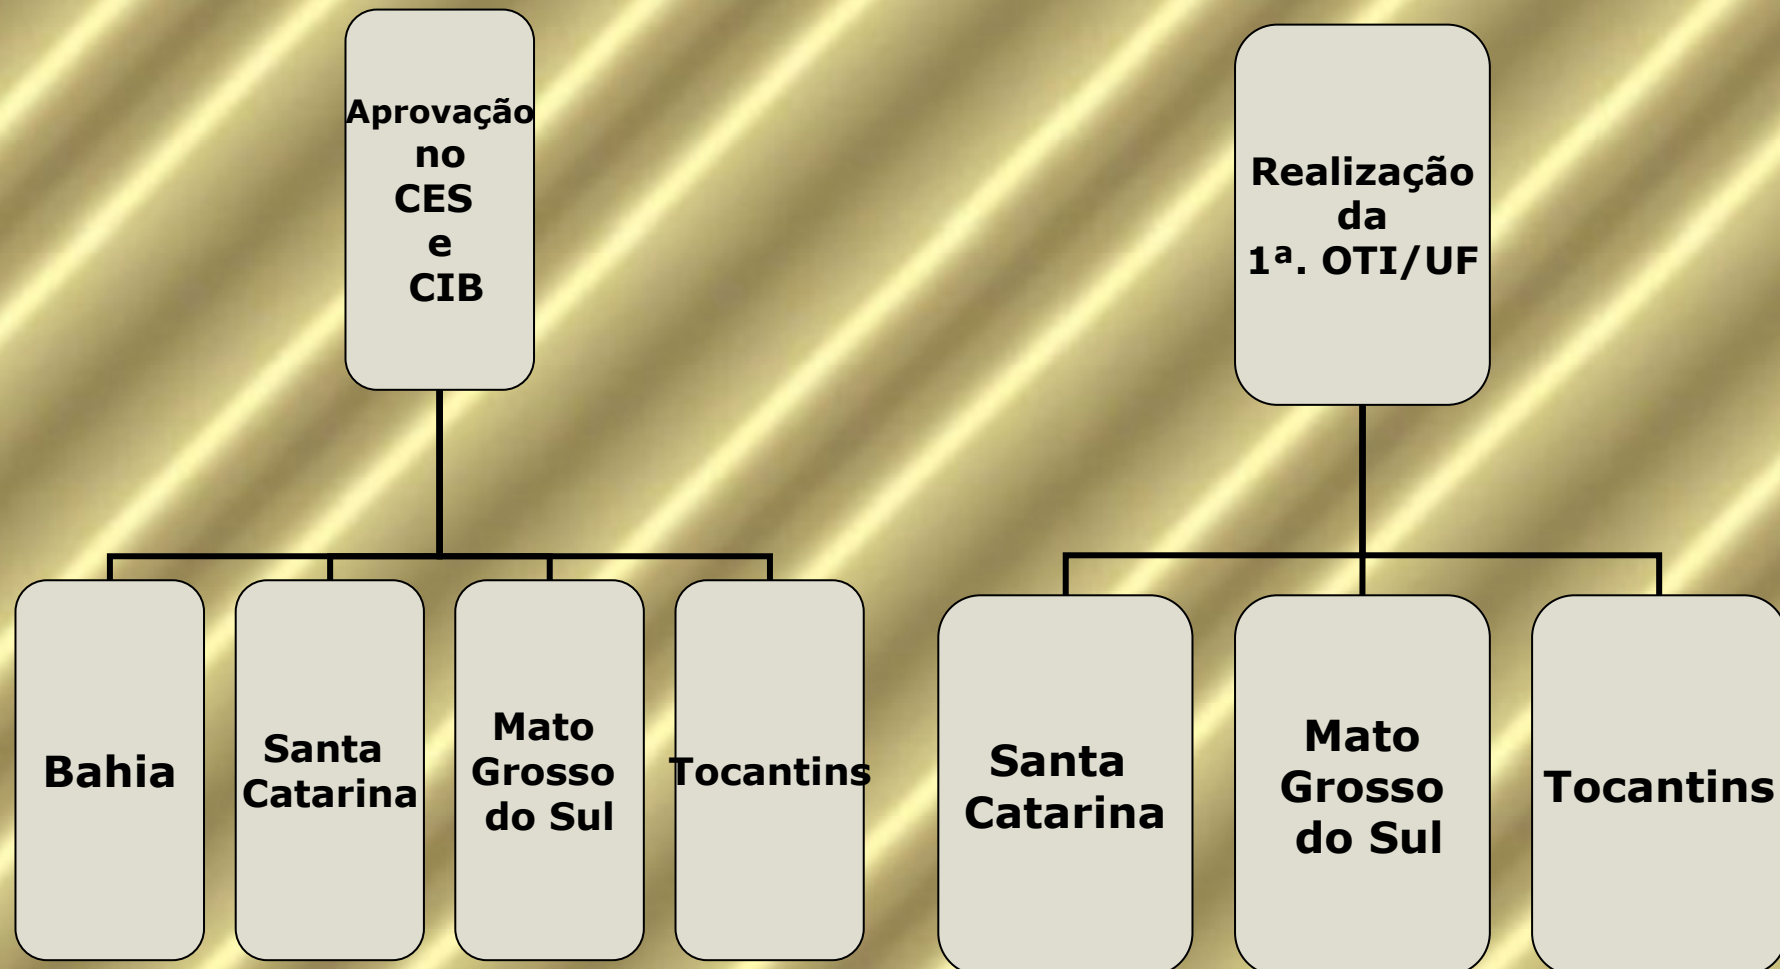 Aprovação
no
CES
e
CIB
Bahia
Santa
Catarina
Mato
Grosso
do Sul
Tocantins
Realização
da
1ª. OTI/UF
Santa
Catarina
Mato
Grosso
do Sul
Tocantins